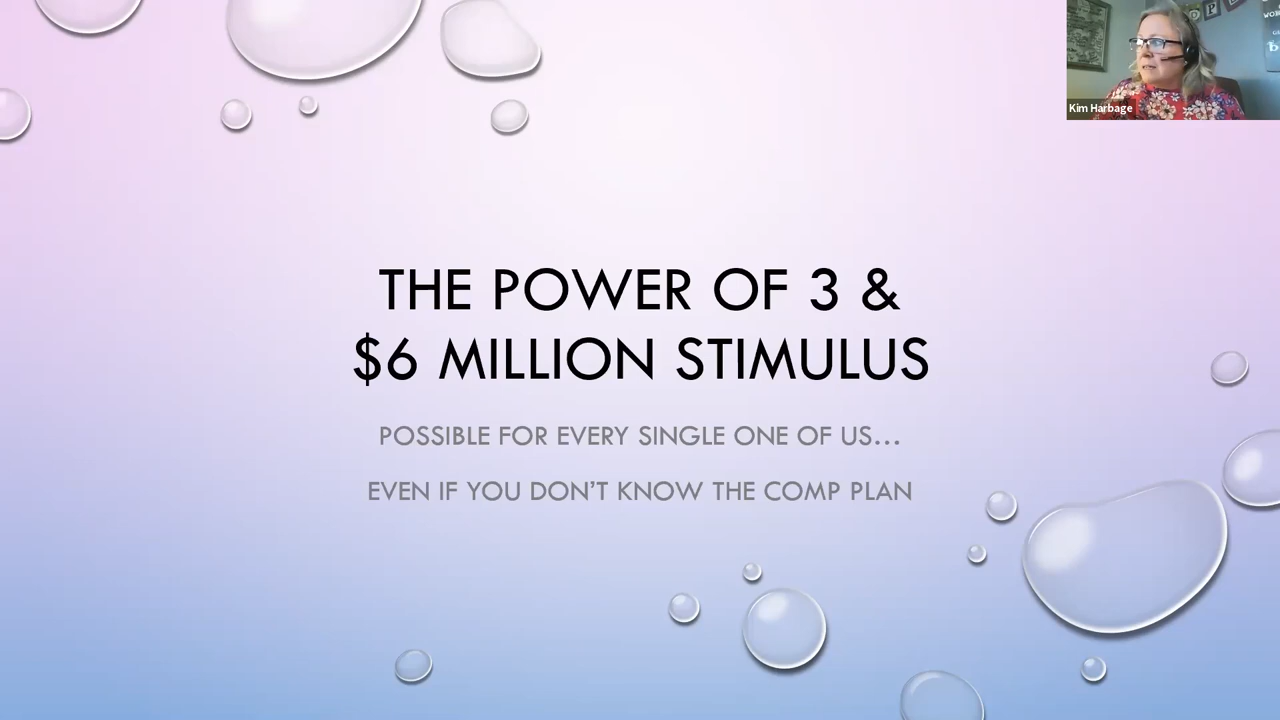 Kim Harbage
THE POWER OF 3 &
$6 MILLION STIMULUS
POSSIBLE FOR EVERY SINGLE ONE OF US...
EVEN IF YOU DON'T KNOW THE COMP PLAN